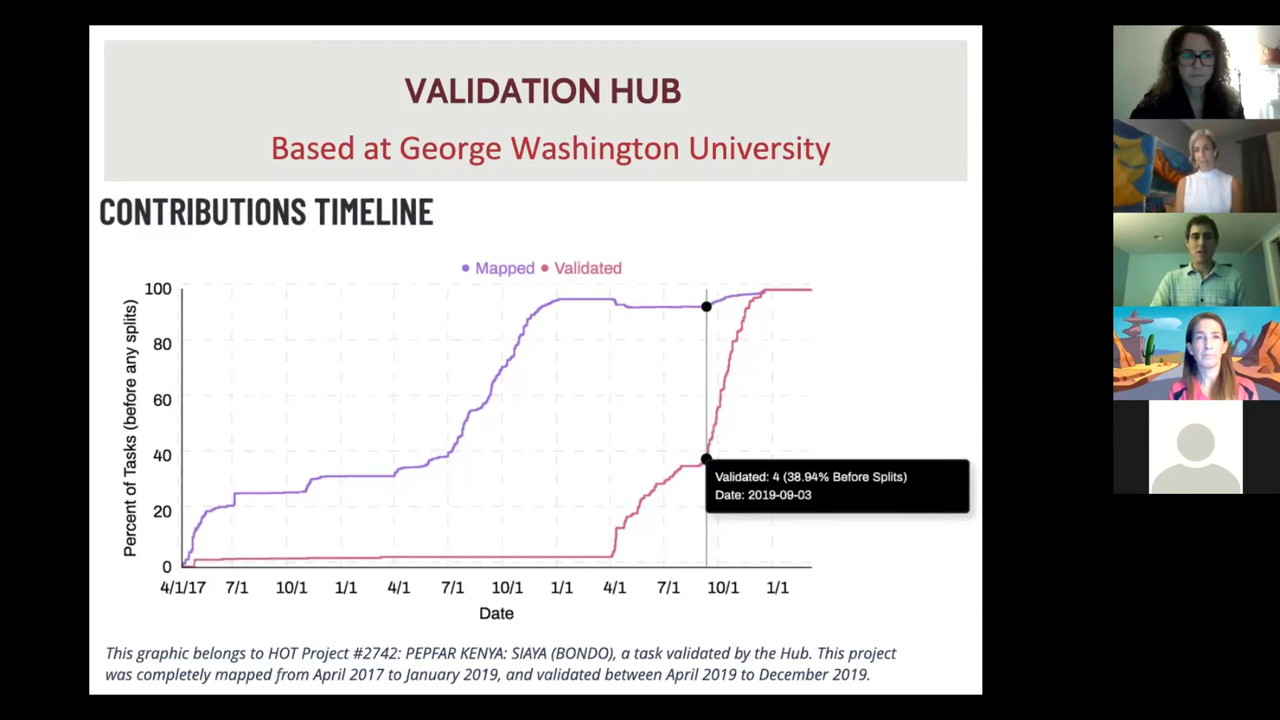 VALIDATION HUB
Based at George Washington University
CONTRIBUTIONS TIMELINE
Mapped Validated
Percent of Tasks (before any splits)
100
80
60
40
20
0
Validated: 4 (38.94% Before Splits)
Date: 2019-09-03
4/1/17 7/1 10/1 1/1 4/1 7/1 10/1 1/1 4/1 7/1 10/1 1/1
Date
This graphic belongs to HOT Project #2742: PEPFAR KENYA: SIAYA (BONDO), a task validated by the Hub. This project
was completely mapped from April 2017 to January 2019, and validated between April 2019 to December 2019.